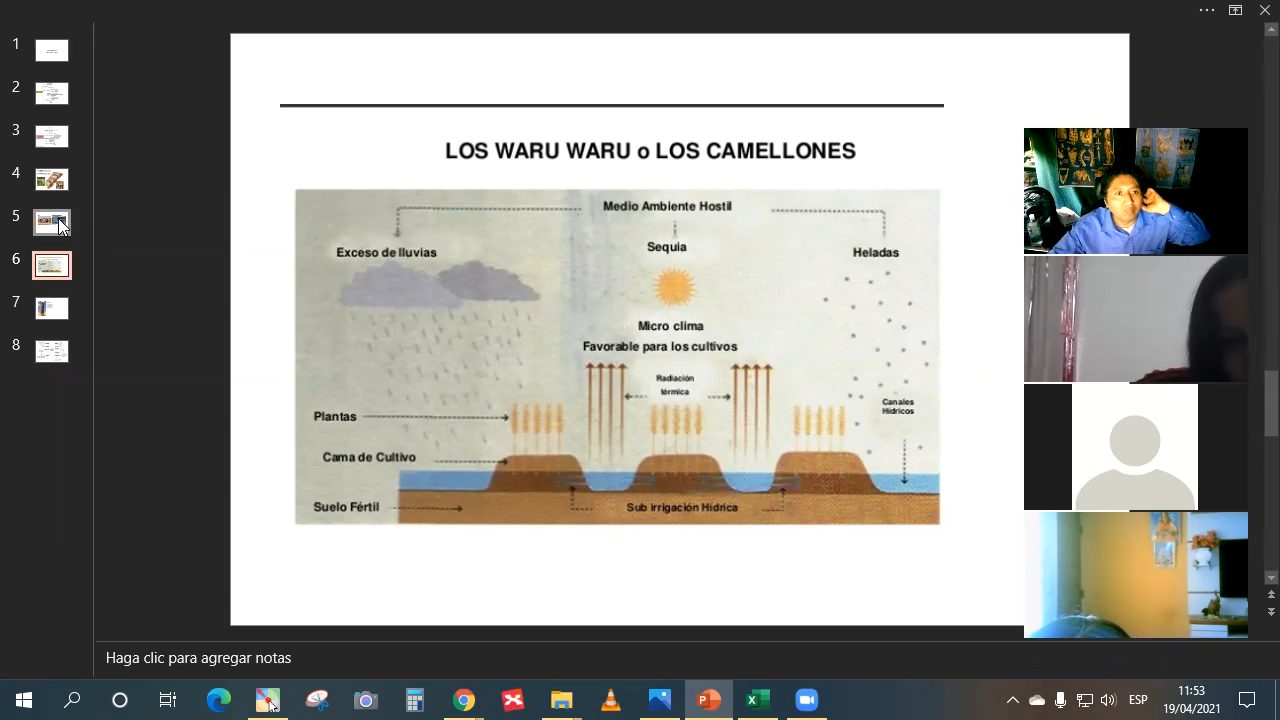 1
2
3
4
5
6
7
8
LOS WARU WARU o LOS CAMELLONES
Medio Ambiente Hostil
Exceso de lluvias
Sequia
Heladas
Micro clima
Favorable para los cultivos
Radiación
térmica
Canales
Hídricos
Plantas
Cama de Cultivo
Suelo Fértil
Sub irrigación Hídrica
Haga clic para agregar notas
ESP
11:53
19/04/2021